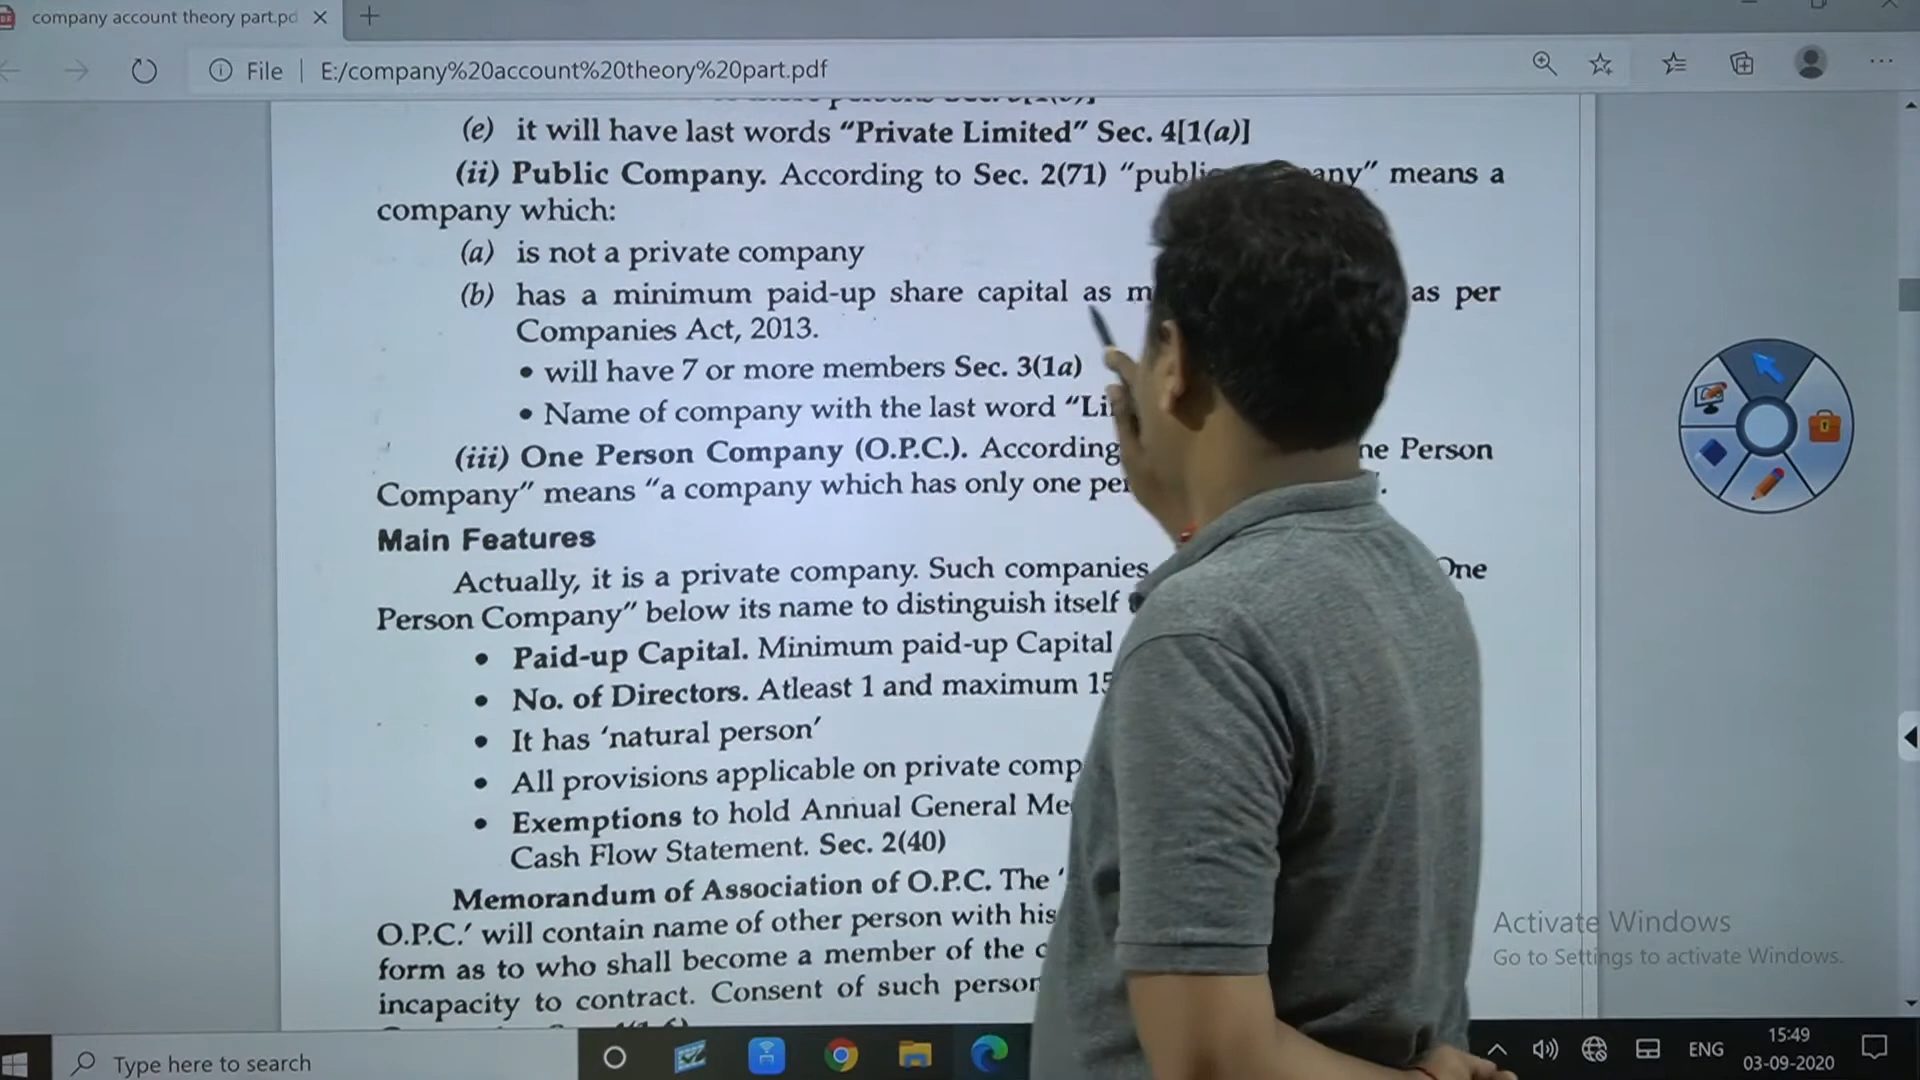 company account theory part.pd
File
E:/company%20account%20theory%20part.pdf
(e) it will have last words “Private Limited” Sec. 4[1(a)]
(ii) Public Company. According to Sec. 2(71) “public any” means a
company which:
(a) is not a private company
(b) has a minimum paid-up share capital as as per
Companies Act, 2013.
• will have 7 or more members Sec. 3(1a)
• Name of company with the last word
(iii) One Person Company (O.P.C.). According Person
Company” means “a company which has only one
Main Features
Actually, it is a private company. Such companies One
Person Company” below its name to distinguish itself
• Paid-up Capital. Minimum paid-up Capital
• No. of Directors. Atleast 1 and maximum 15
• It has ‘natural person’
• All provisions applicable on private
• Exemptions to hold Annual General
Cash Flow Statement. Sec. 2(40)
Memorandum of Association of O.P.C. The
O.P.C.’ will contain name of other person with his
form as to who shall become a member of the
incapacity to contract. Consent of such
Activate Windows
Go to Settings to activate Windows.
Type here to search
ENG
15:49
03-09-2020